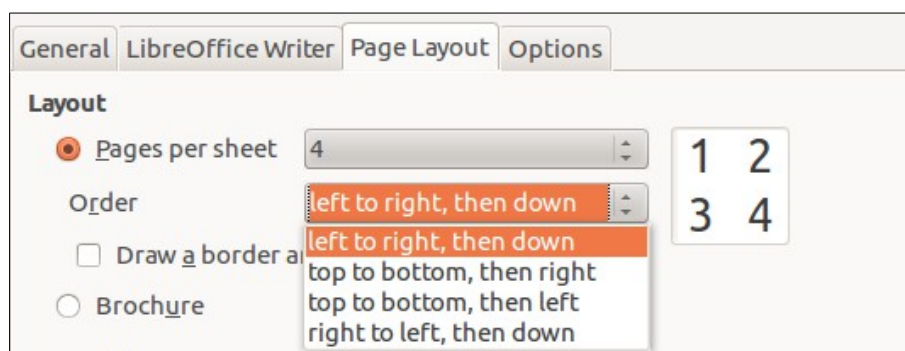 General LibreOffice Writer Page Layout Options
Layout
Pages per sheet 4
1 2
Order left to right, then down
3 4
left to right, then down
Draw a border
top to bottom, then right
top to bottom, then left
Brochure
right to left, then down